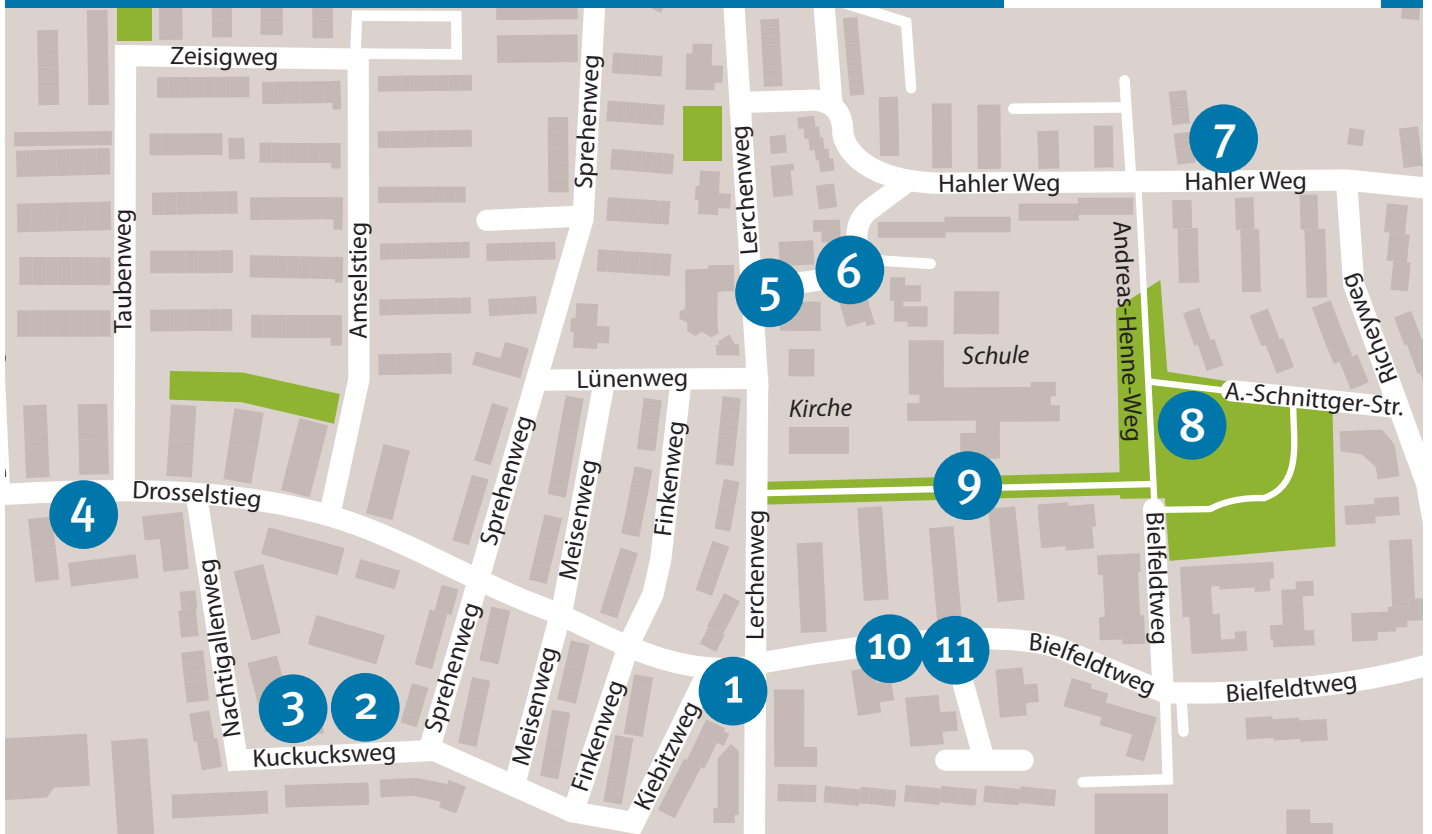 Zeisigweg
Sprehenweg
Lerchenweg
7
Hahler Weg
Hahler Weg
Taubenweg
Amselstieg
Andreas-Henne-Weg
6
5
Richeyweg
Schule
Lünenweg
Kirche
A.-Schnittger-Str.
8
Sprehenweg
Meisenweg
Finkenweg
9
Drosselstieg
4
Lerchenweg
Bielfeldtweg
Nachtigallenweg
Sprehenweg
10
11
Bielfeldtweg
Bielfeldtweg
3
2
1
Meisenweg
Finkenweg
Kiebitzweg
Kuckucksweg